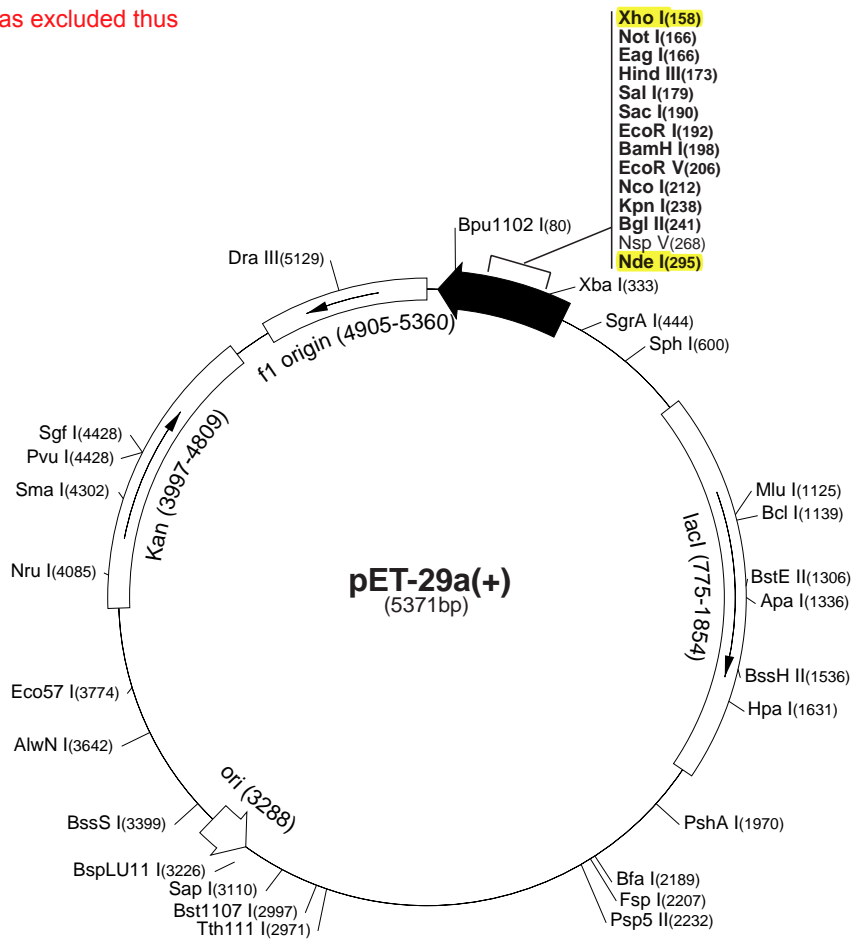 as excluded thus
Xho I(158)
Not I(166)
Eag I(166)
Hind III(173)
Sal I(179)
Sac I(190)
EcoR I(192)
BamH I(198)
EcoR V(206)
Nco I(212)
Kpn I(238)
Bgl II(241)
Nsp V(268)
Nde I(295)
Bpu1102 I(80)
Dra III(5129)
Xba I(333)
SgrA I(444)
Sph I(600)
f1 origin (4905-5360)
Sgf I(4428)
Pvu I(4428)
Sma I(4302)
Kan (3997-4809)
Nru I(4085)
Mlu I(1125)
Bcl I(1139)
lacI (775-1854)
BstE II(1306)
Apa I(1336)
pET-29a(+)
(5371bp)
BssH II(1536)
Hpa I(1631)
Eco57 I(3774)
AlwN I(3642)
ori (3288)
BssS I(3399)
PshA I(1970)
BspLU11 I(3226)
Sap I(3110)
Bst1107 I(2997)
Tth111 I(2971)
Bfa I(2189)
Fsp I(2207)
Psp5 II(2232)